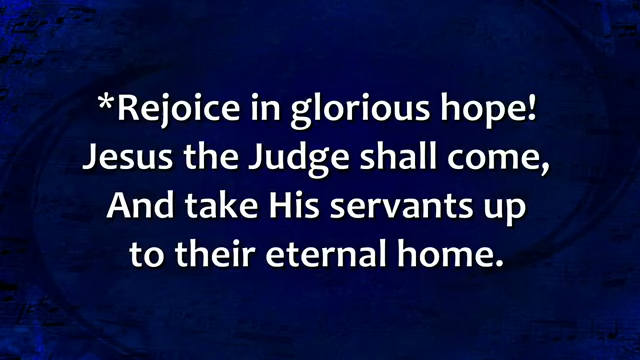 *Rejoice in glorious hope!
Jesus the Judge shall come,
And take His servants up
to their eternal home.